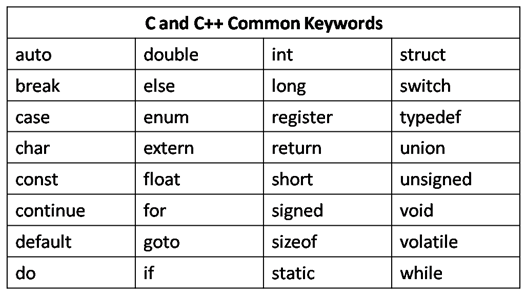 C and C++ Common Keywords
auto double int struct
break else long switch
case enum register typedef
char extern return union
const float short unsigned
continue for signed void
default goto sizeof volatile
do if static while